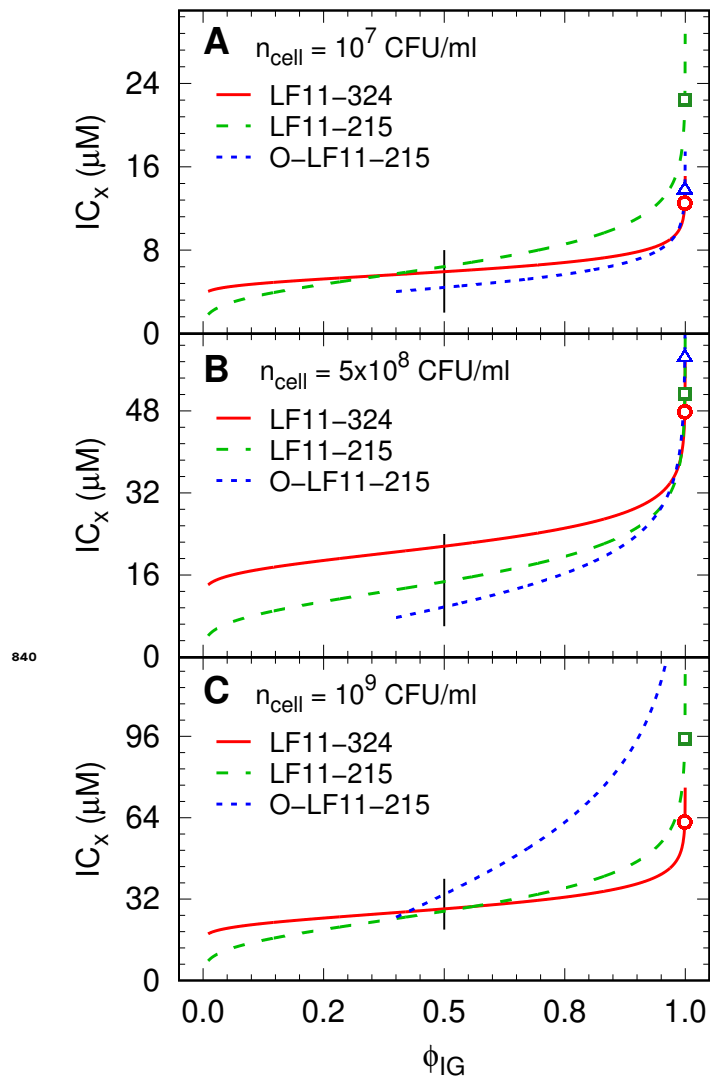 A n_cell = 10^7 CFU/ml
LF11−324
LF11−215
O−LF11−215
IC_x (μM)
24
16
8
0
B n_cell = 5x10^8 CFU/ml
LF11−324
LF11−215
O−LF11−215
IC_x (μM)
48
32
16
0
840
C n_cell = 10^9 CFU/ml
LF11−324
LF11−215
O−LF11−215
IC_x (μM)
96
64
32
0
0.0 0.2 0.5 0.8 1.0
ϕ_IG